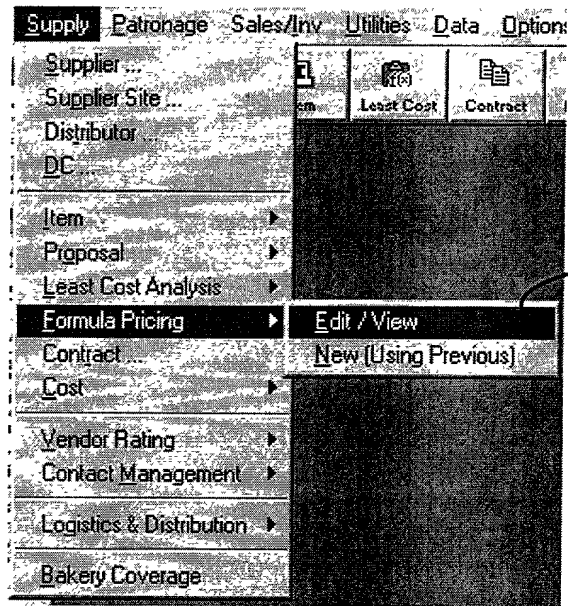 Supply Patronage Sales/Inv Utilities Data Options
Supplier ...
Supplier Site ...
Distributor ...
DC ...
Least Cost
Contract
Item
Proposal
Least Cost Analysis
Formula Pricing
Edit / View
Contract ...
New (Using Previous)
Cost
Vendor Rating
Contact Management
Logistics & Distribution
Bakery Coverage